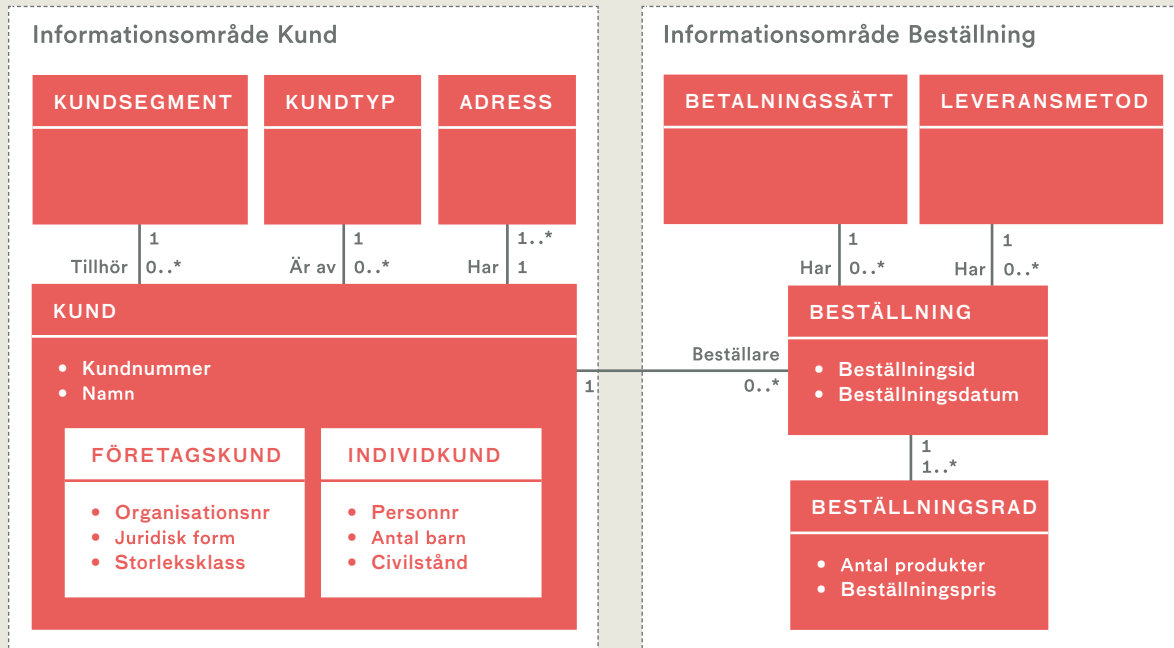 Informationsområde Kund
KUNDSEGMENT
KUNDTYP
ADRESS
1
Tillhör
0..*
1
Är av
0..*
1..*
Har
1
KUND
• Kundnummer
• Namn
FÖRETAGSKUND
• Organisationsnr
• Juridisk form
• Storleksklass
INDIVIDKUND
• Personnr
• Antal barn
• Civilstånd
1
Beställare
0..*
Informationsområde Beställning
BETALNINGSSÄTT
LEVERANSMETOD
1
Har
0..*
1
Har
0..*
BESTÄLLNING
• Beställningsid
• Beställningsdatum
1
1..*
BESTÄLLNINGSRAD
• Antal produkter
• Beställningspris